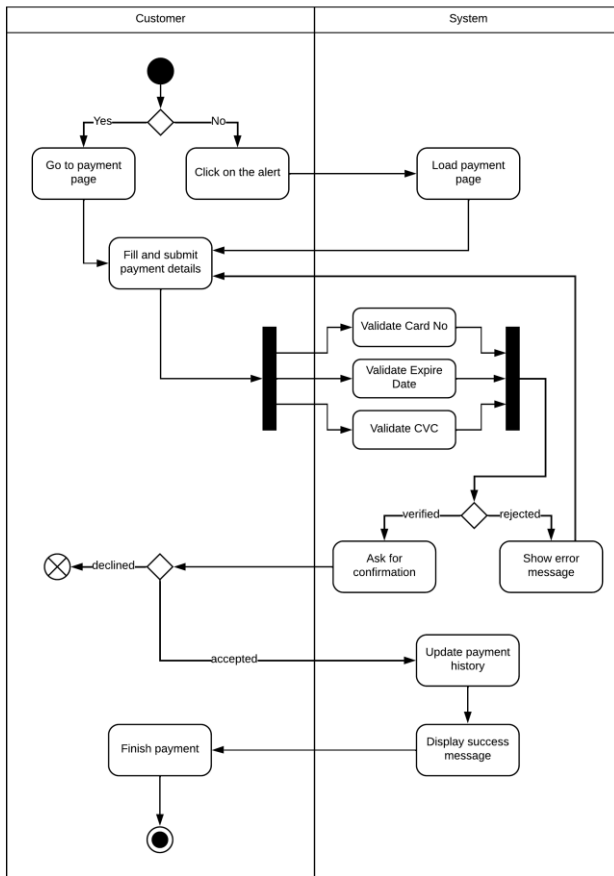 Customer
System
Yes
No
Go to payment
page
Click on the alert
Load payment
page
Fill and submit
payment details
Validate Card No
Validate Expire
Date
Validate CVC
verified
rejected
declined
Ask for
confirmation
Show error
message
accepted
Update payment
history
Finish payment
Display success
message